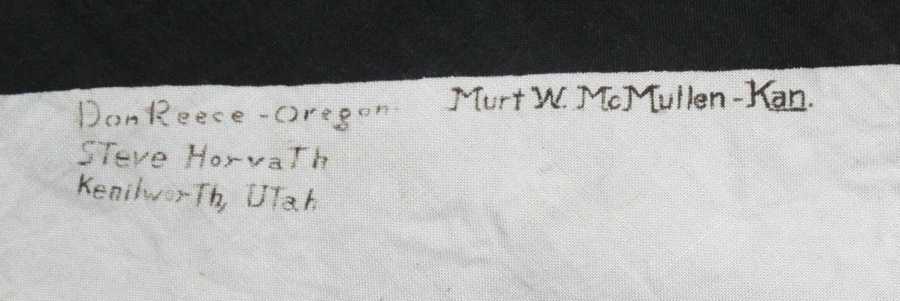 Don Reece - Oregon
Murt W. McMullen - Kan.
Steve Horvath
Kenilworth, Utah